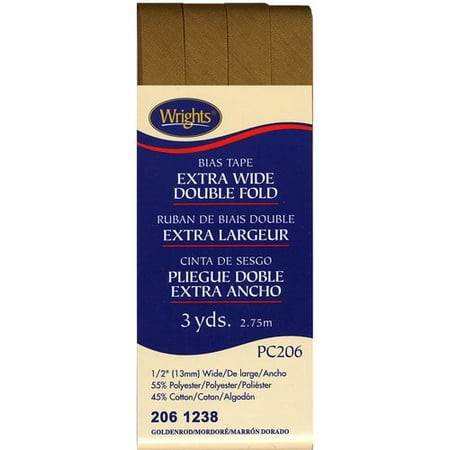 Wrights®
BIAS TAPE
EXTRA WIDE
DOUBLE FOLD
RUBAN DE BIAIS DOUBLE
EXTRA LARGEUR
CINTA DE SESGO
PLIEGUE DOBLE
EXTRA ANCHO
3 yds. 2.75m
PC206
1/2" (13mm) Wide/De large/Ancho
55% Polyester/Polyester/Poliéster
45% Cotton/Coton/Algodón
206 1238
GOLDENROD/MORDORÉ/MARRÓN DORADO